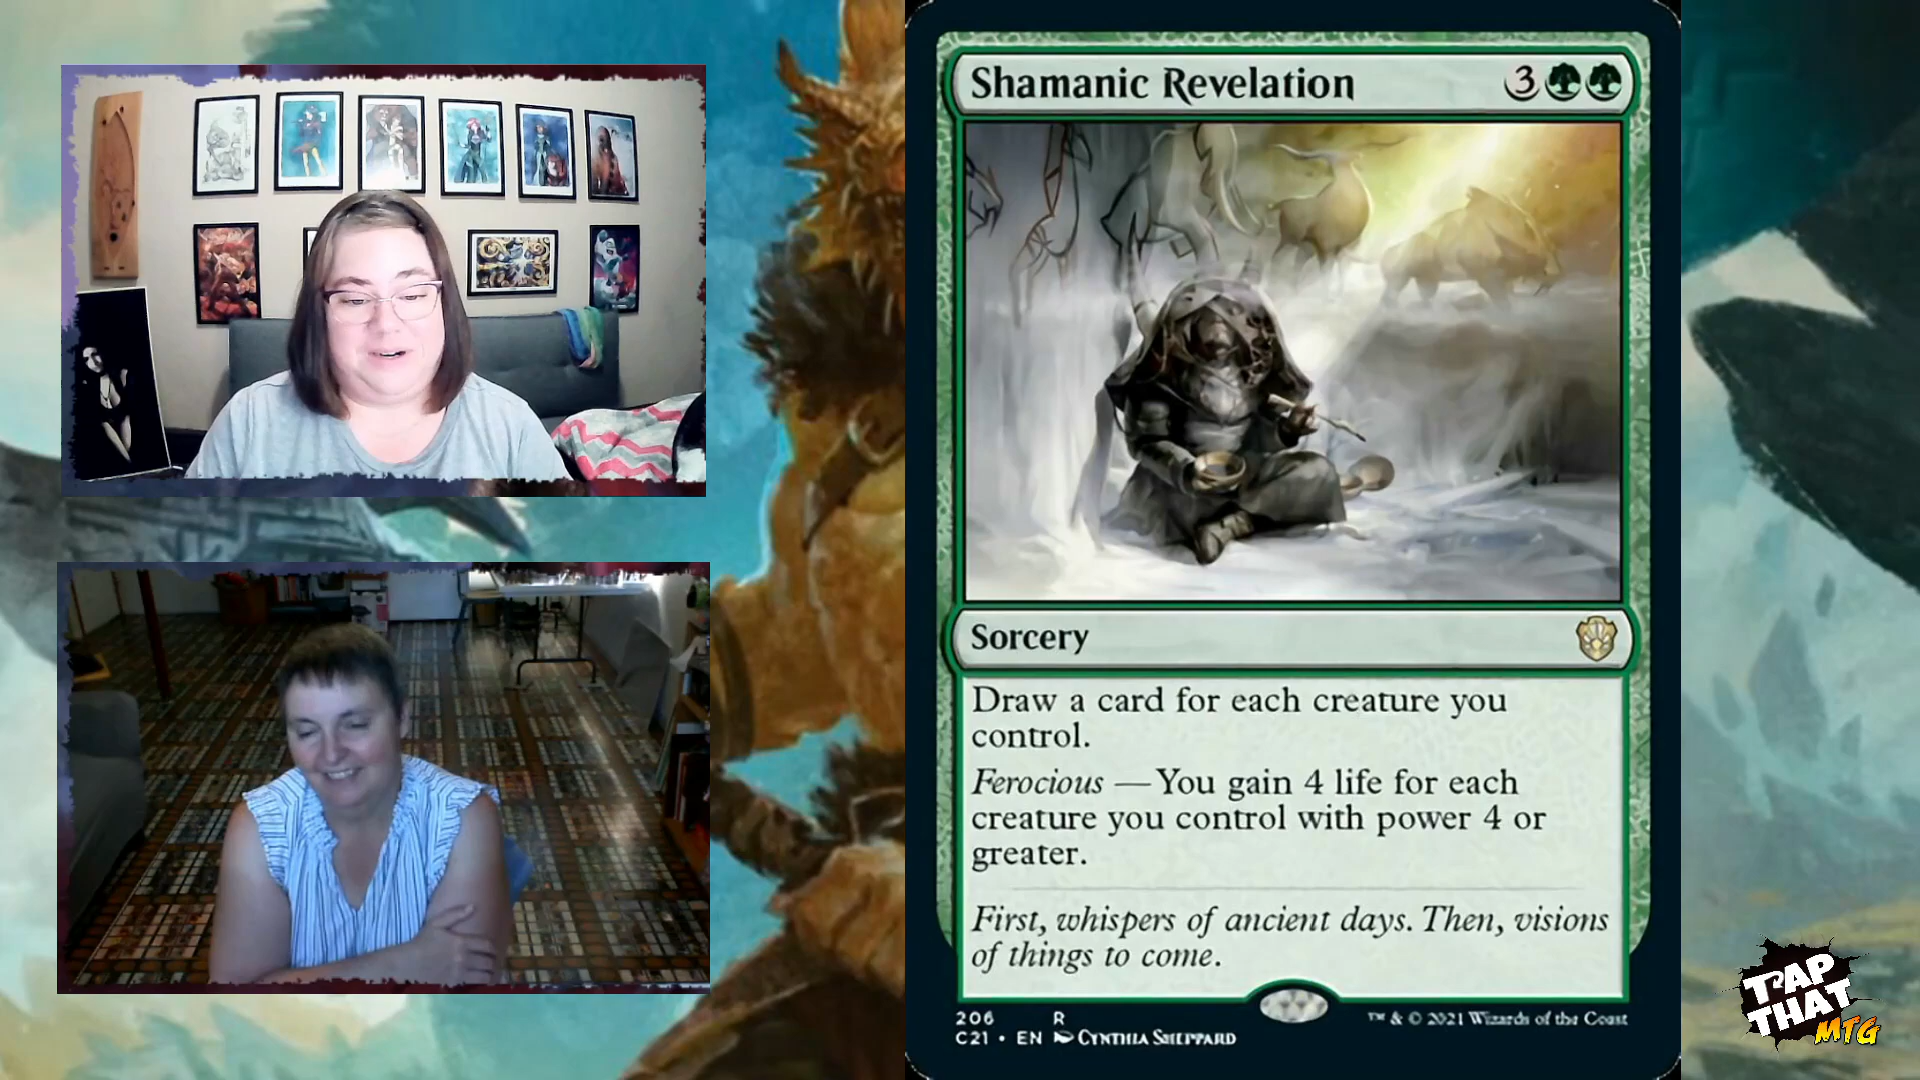 Shamanic Revelation 3
Sorcery
Draw a card for each creature you
control.
Ferocious — You gain 4 life for each
creature you control with power 4 or
greater.
First, whispers of ancient days. Then, visions
of things to come.
206 R
C21 • EN CYNTHIA SHEPPARD
™ & © 2021 Wizards of the Coast
TAP
THAT
MTG